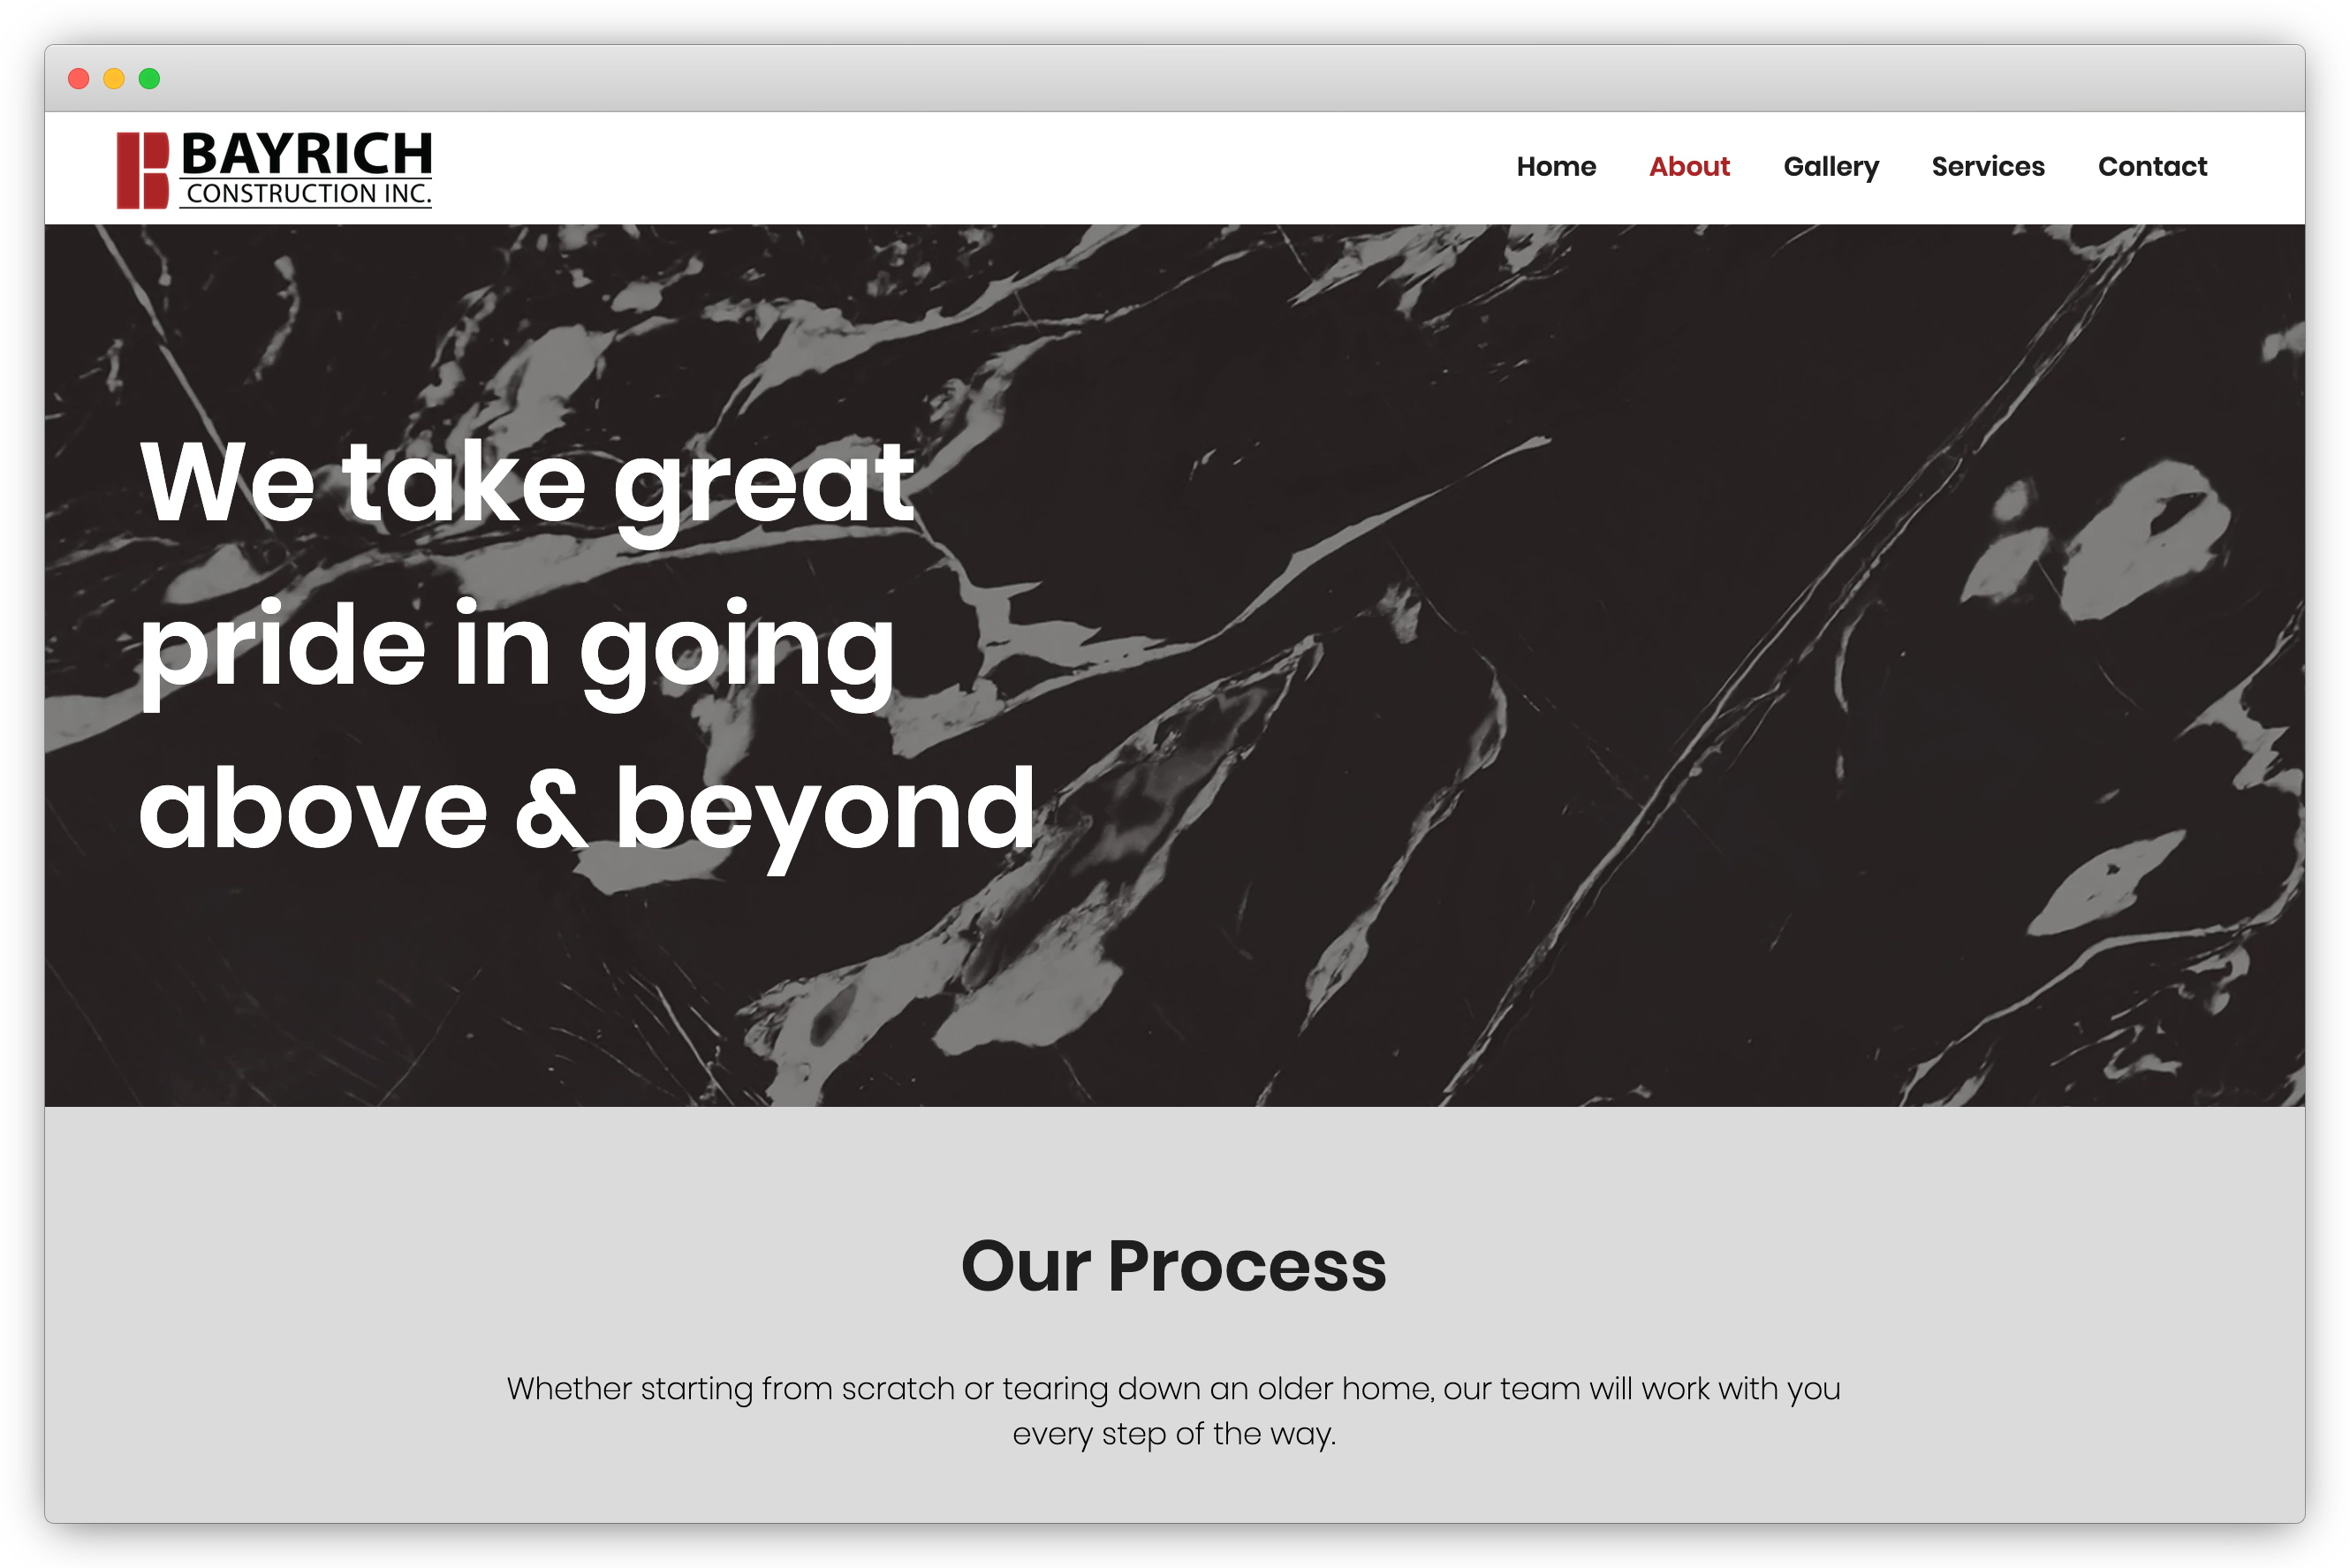 BAYRICH
CONSTRUCTION INC.
Home About Gallery Services Contact
We take great
pride in going
above & beyond
Our Process
Whether starting from scratch or tearing down an older home, our team will work with you
every step of the way.